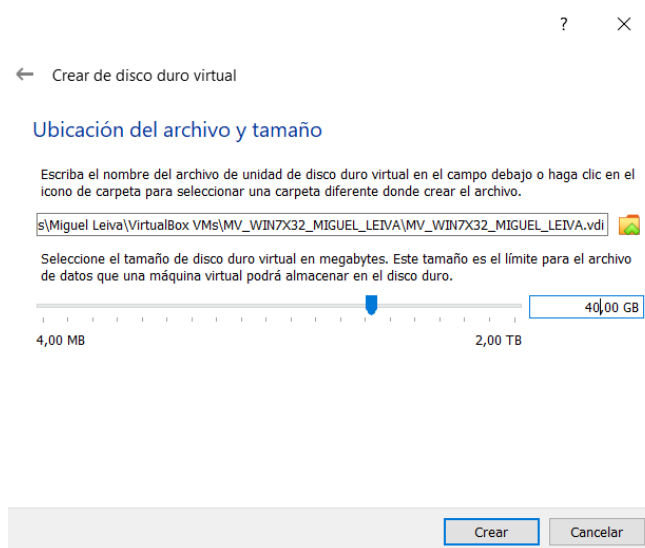 ?
Crear de disco duro virtual
Ubicación del archivo y tamaño
Escriba el nombre del archivo de unidad de disco duro virtual en el campo debajo o haga clic en el
icono de carpeta para seleccionar una carpeta diferente donde crear el archivo.
s\Miguel Leiva\VirtualBox VMs\MV_WIN7X32_MIGUEL_LEIVA\MV_WIN7X32_MIGUEL_LEIVA.vdi
Seleccione el tamaño de disco duro virtual en megabytes. Este tamaño es el límite para el archivo
de datos que una máquina virtual podrá almacenar en el disco duro.
40,00 GB
4,00 MB 2,00 TB
Crear Cancelar